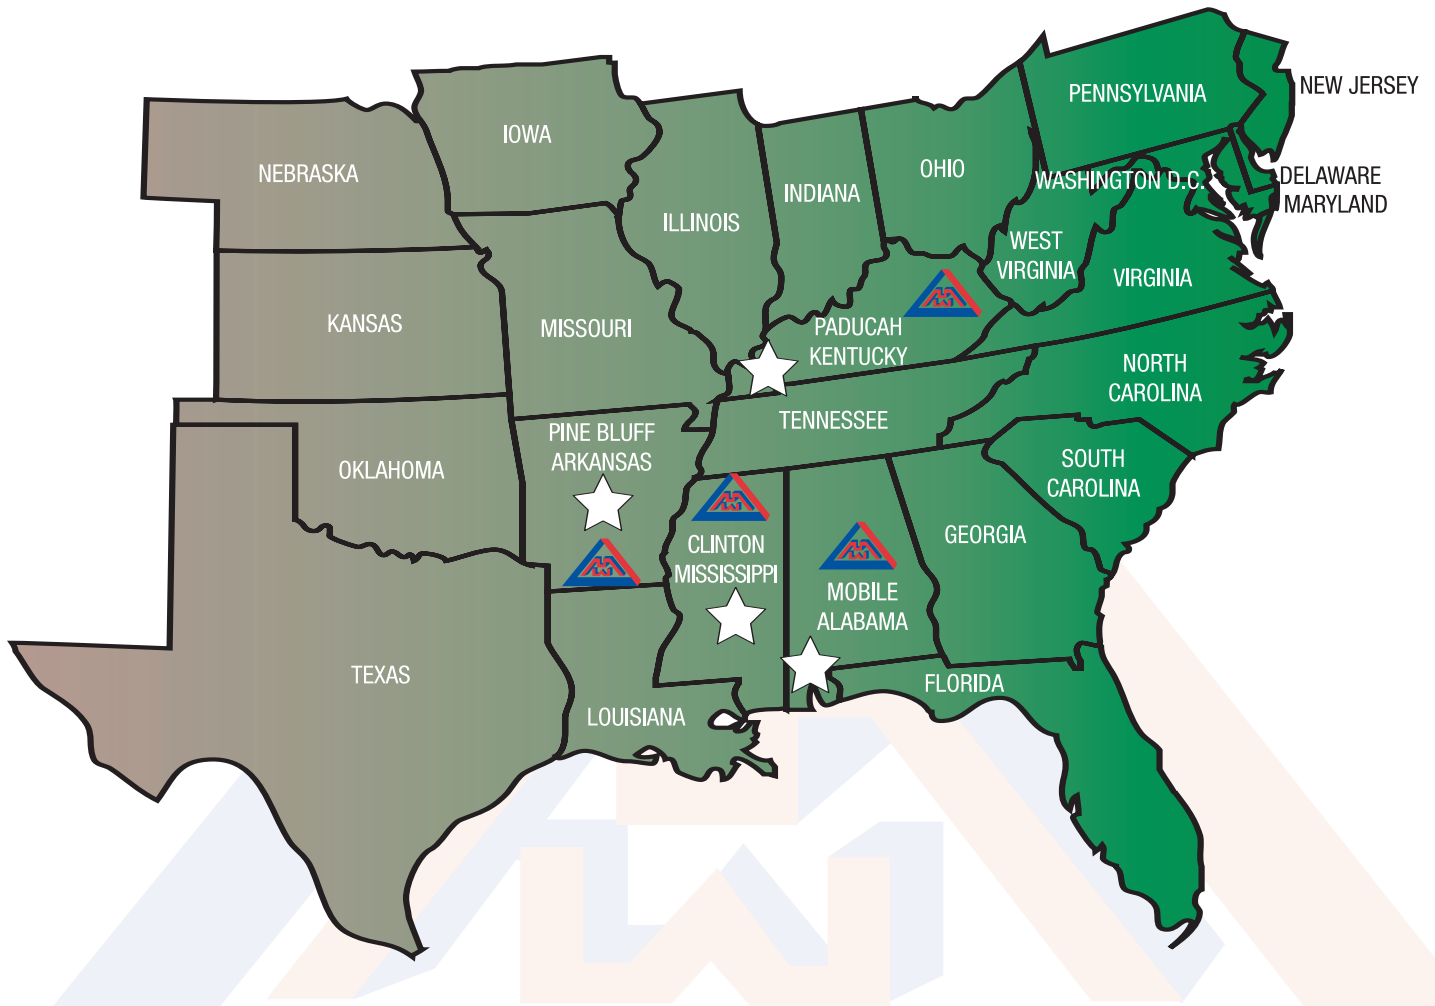 PENNSYLVANIA
NEW JERSEY
IOWA
NEBRASKA
OHIO
INDIANA
WASHINGTON D.C.
DELAWARE
MARYLAND
ILLINOIS
WEST
VIRGINIA
VIRGINIA
KANSAS
MISSOURI
PADUCAH
KENTUCKY
NORTH
CAROLINA
TENNESSEE
PINE BLUFF
ARKANSAS
OKLAHOMA
SOUTH
CAROLINA
GEORGIA
CLINTON
MISSISSIPPI
MOBILE
ALABAMA
TEXAS
FLORIDA
LOUISIANA